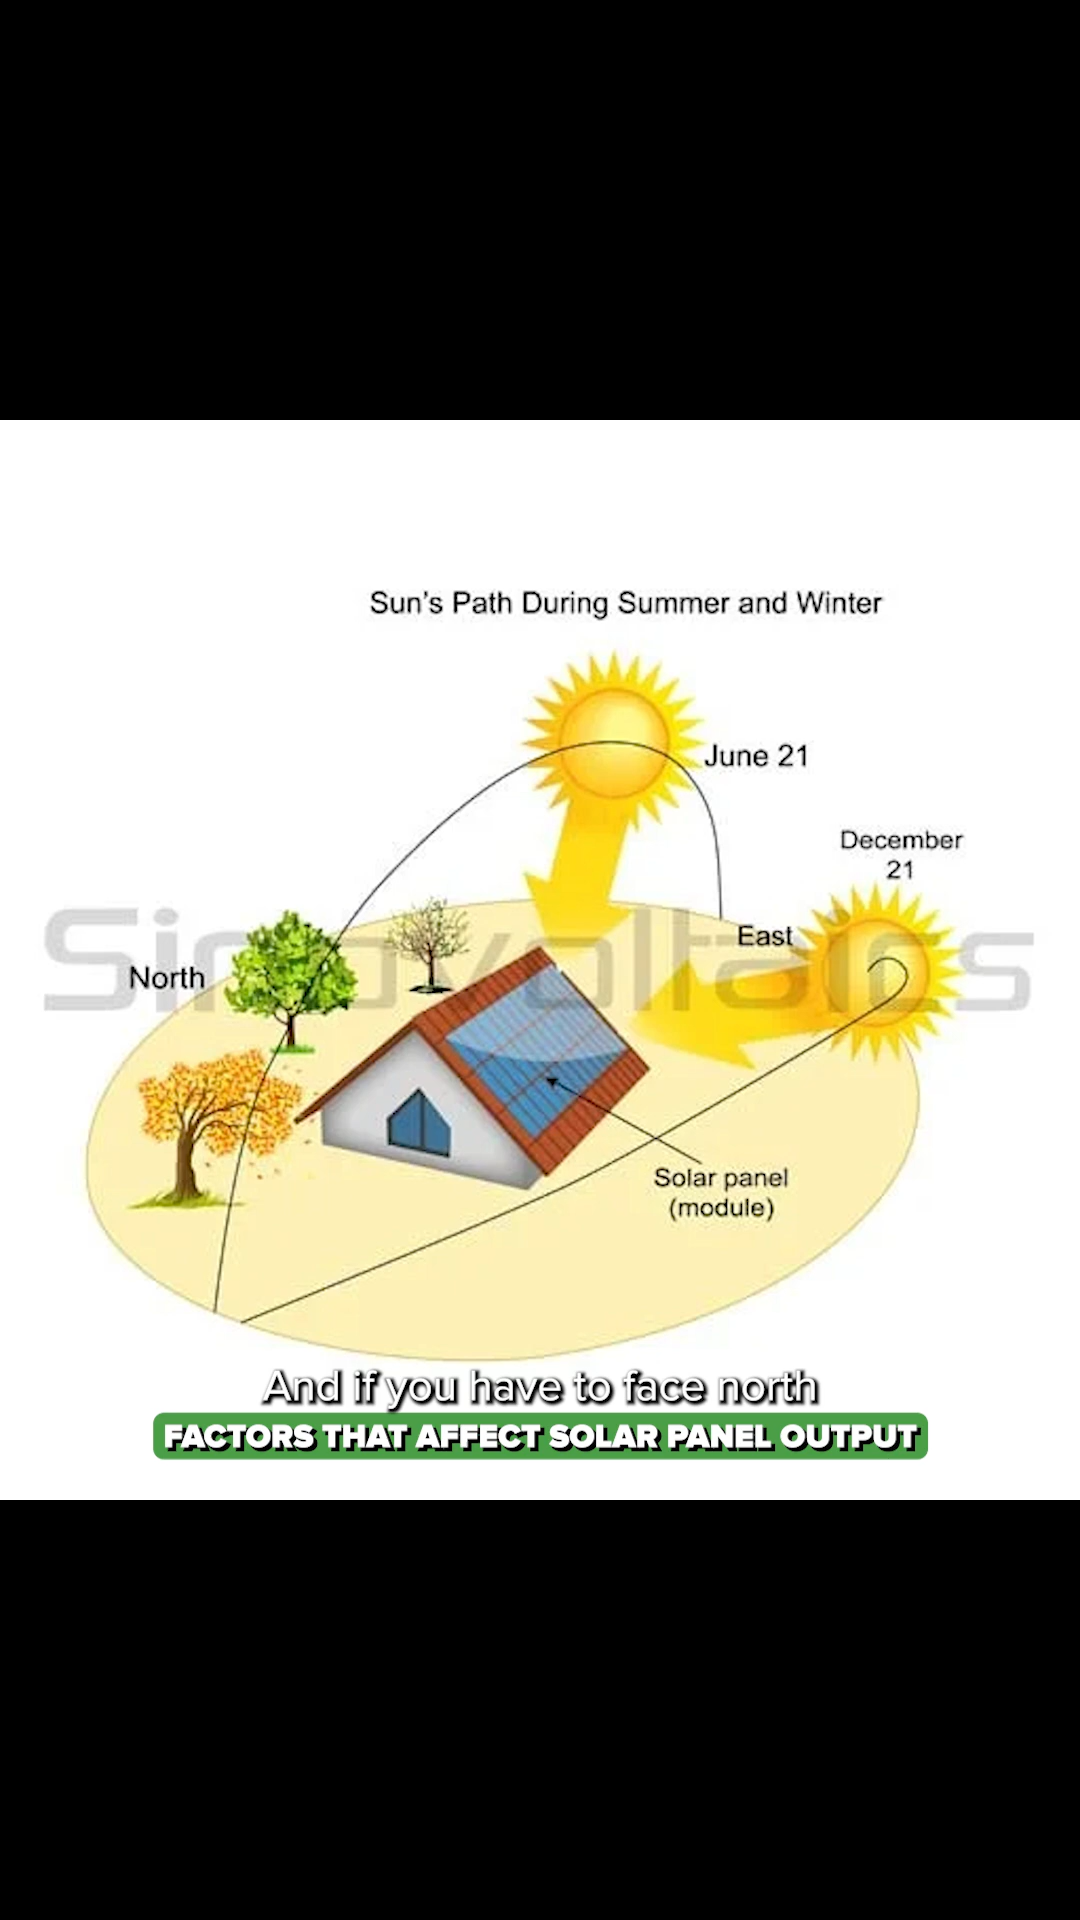 Sun's Path During Summer and Winter
June 21
December
21
East
Sinovoltaics
North
Solar panel
(module)
And if you have to face north
FACTORS THAT AFFECT SOLAR PANEL OUTPUT